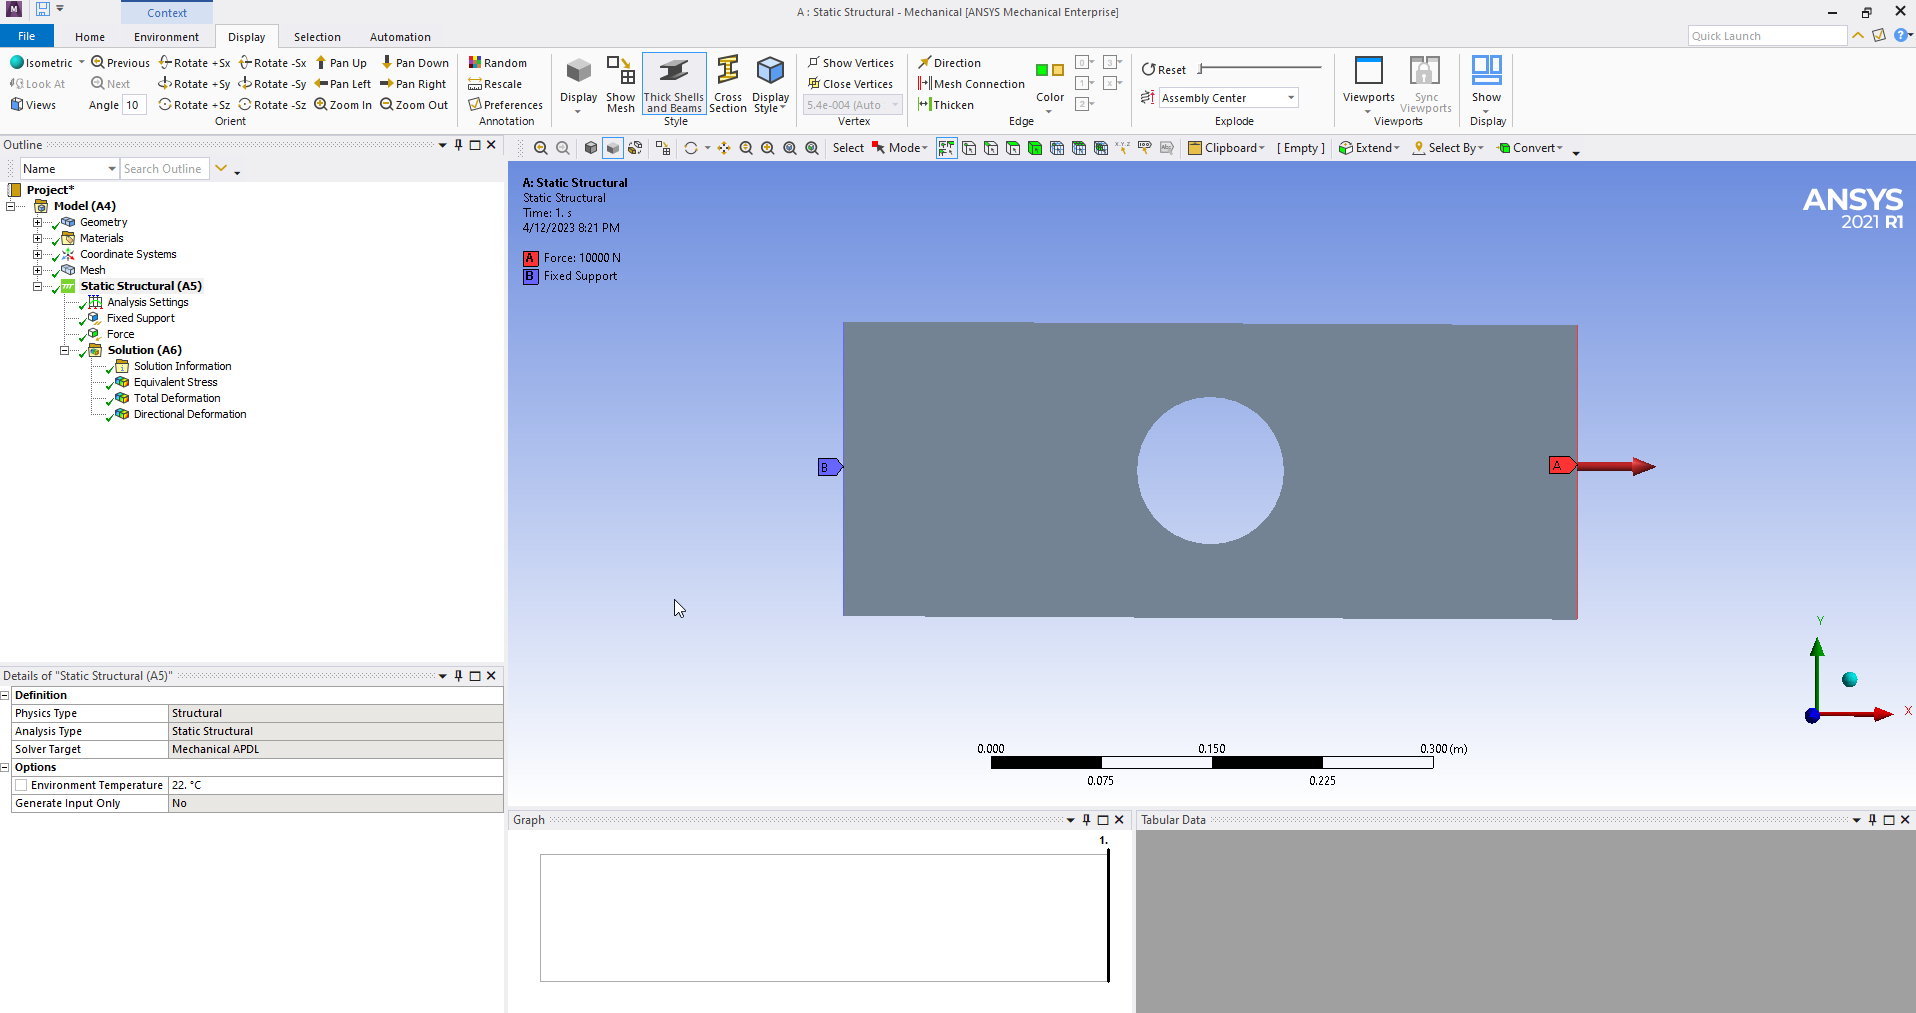 Context
A : Static Structural - Mechanical [ANSYS Mechanical Enterprise]
File Home Environment Display Selection Automation
Quick Launch
Isometric Previous Rotate +Sx Rotate -Sx Pan Up Pan Down Random Show Vertices Direction Reset
Look At Next Rotate +Sy Rotate -Sy Pan Left Pan Right Rescale Close Vertices Mesh Connection
Views Angle 10 Rotate +Sz Rotate -Sz Zoom In Zoom Out Preferences 5.4e-004 (Auto Thicken Assembly Center
Display Show Mesh Thick Shells and Beams Cross Section Display Style Color 0 3 1 x 2 Viewports Sync Viewports Show
Orient Annotation Style Vertex Edge Explode Viewports Display
Outline
Name Search Outline
Select Mode Clipboard [ Empty ] Extend Select By Convert
Project*
Model (A4)
Geometry
Materials
Coordinate Systems
Mesh
Static Structural (A5)
Analysis Settings
Fixed Support
Force
Solution (A6)
Solution Information
Equivalent Stress
Total Deformation
Directional Deformation
A: Static Structural
Static Structural
Time: 1. s
4/12/2023 8:21 PM
A Force: 10000 N
B Fixed Support
ANSYS
2021 R1
B
A
Y
X
0.000 0.150 0.300 (m)
0.075 0.225
Details of "Static Structural (A5)"
Definition
Physics Type Structural
Analysis Type Static Structural
Solver Target Mechanical APDL
Options
Environment Temperature 22. °C
Generate Input Only No
Graph
1.
Tabular Data